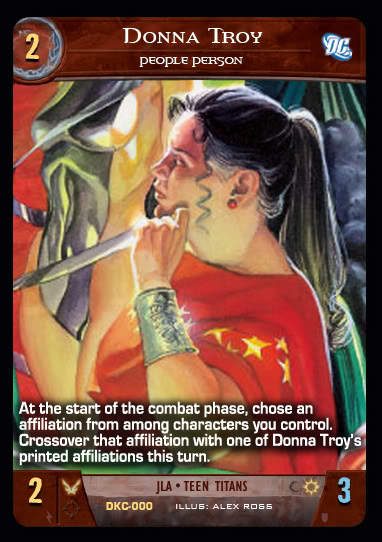 2
Donna Troy
People Person
DC
At the start of the combat phase, chose an
affiliation from among characters you control.
Crossover that affiliation with one of Donna Troy's
printed affiliations this turn.
2
JLA • TEEN TITANS
C
3
DKC-000 ILLUS: ALEX ROSS